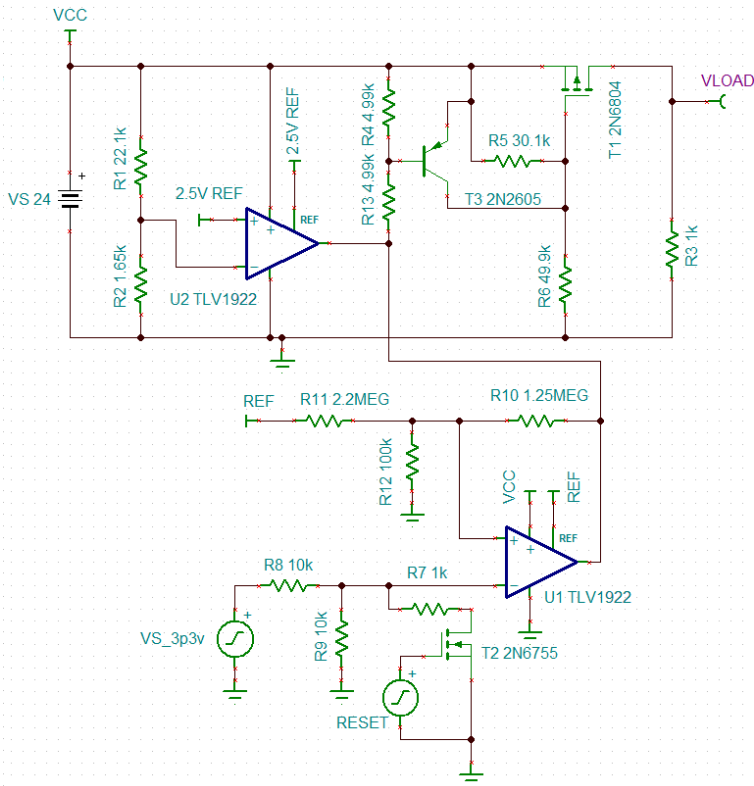 VCC
VLOAD
R1 22.1k
2.5V REF
R4 4.99k
R5 30.1k
T1 2N6804
VS 24
+
2.5V REF
REF
+
+
−
R13 4.99k
T3 2N2605
R2 1.65k
U2 TLV1922
R6 49.9k
R3 1k
REF
R11 2.2MEG
R10 1.25MEG
R12 100k
VCC
REF
REF
+
+
−
R8 10k
R7 1k
U1 TLV1922
VS_3p3v
+
R9 10k
T2 2N6755
+
RESET